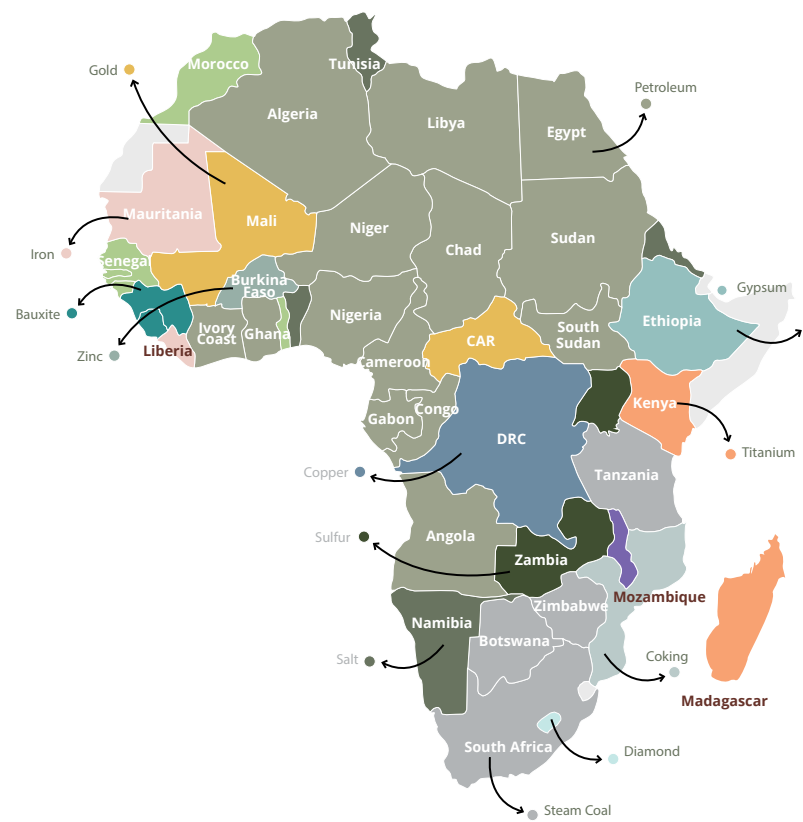 Morocco
Tunisia
Gold
Petroleum
Algeria
Libya
Egypt
Mauritania
Mali
Niger
Chad
Sudan
Iron
Senegal
Burkina
Faso
Gypsum
Bauxite
Nigeria
Ethiopia
Ivory
Coast
Ghana
South
Sudan
Liberia
Zinc
CAR
Cameroon
Kenya
Congo
Gabon
DRC
Titanium
Copper
Tanzania
Sulfur
Angola
Zambia
Mozambique
Zimbabwe
Namibia
Botswana
Salt
Coking
Madagascar
South Africa
Diamond
Steam Coal